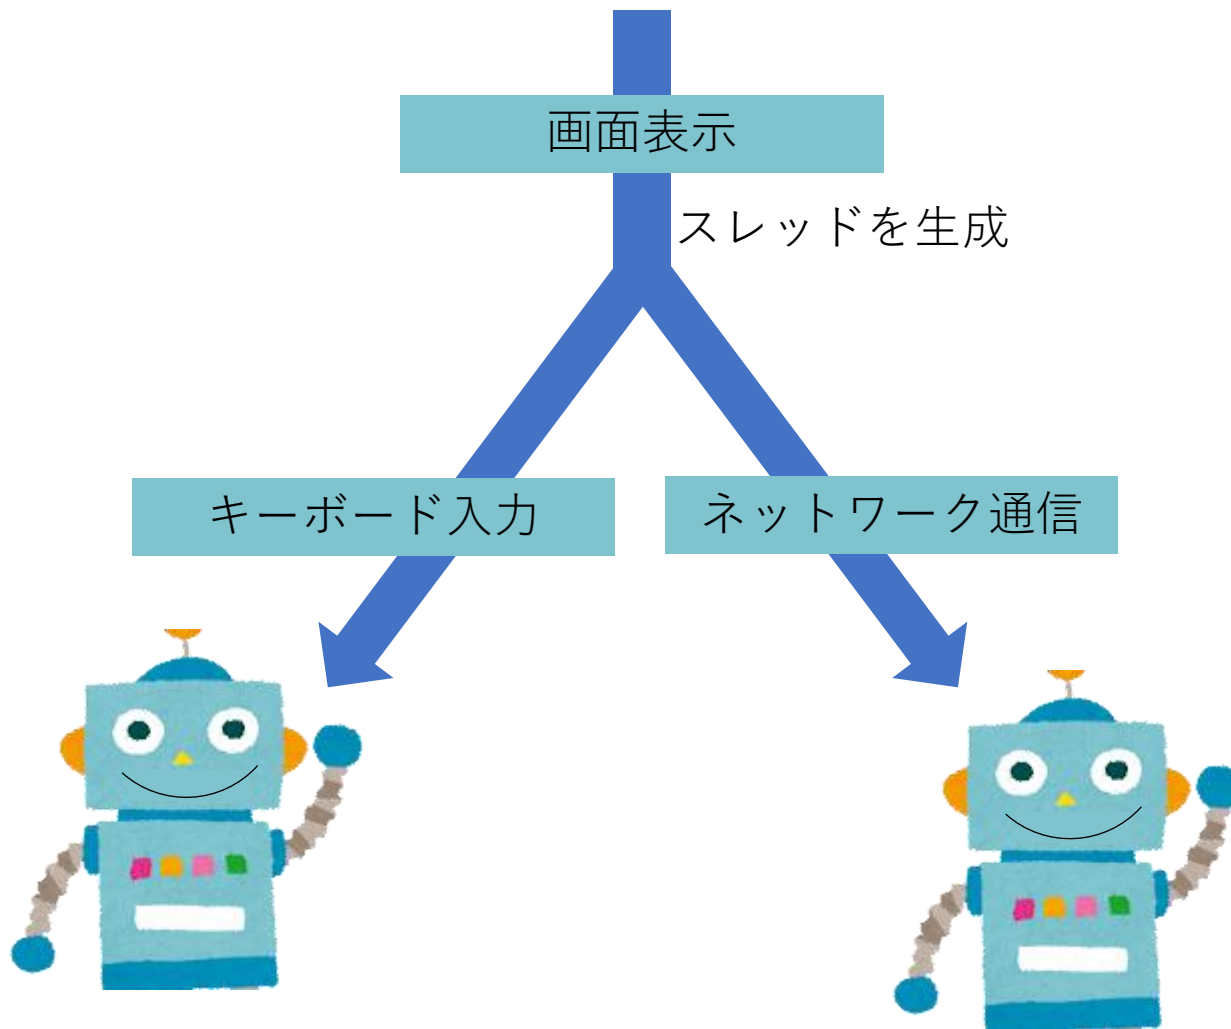 画面表示
スレッドを生成
キーボード入力
ネットワーク通信